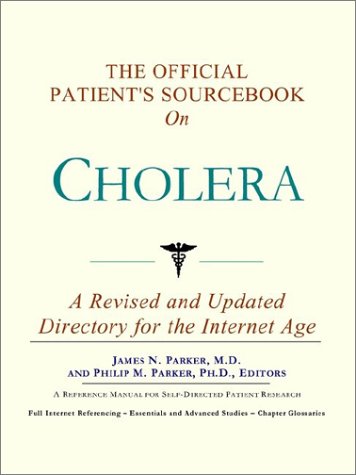 THE OFFICIAL
PATIENT'S SOURCEBOOK
On
CHOLERA
A Revised and Updated
Directory for the Internet Age
JAMES N. PARKER, M.D.
AND PHILIP M. PARKER, PH.D., EDITORS
A REFERENCE MANUAL FOR SELF-DIRECTED PATIENT RESEARCH
Full Internet Referencing – Essentials and Advanced Studies – Chapter Glossaries